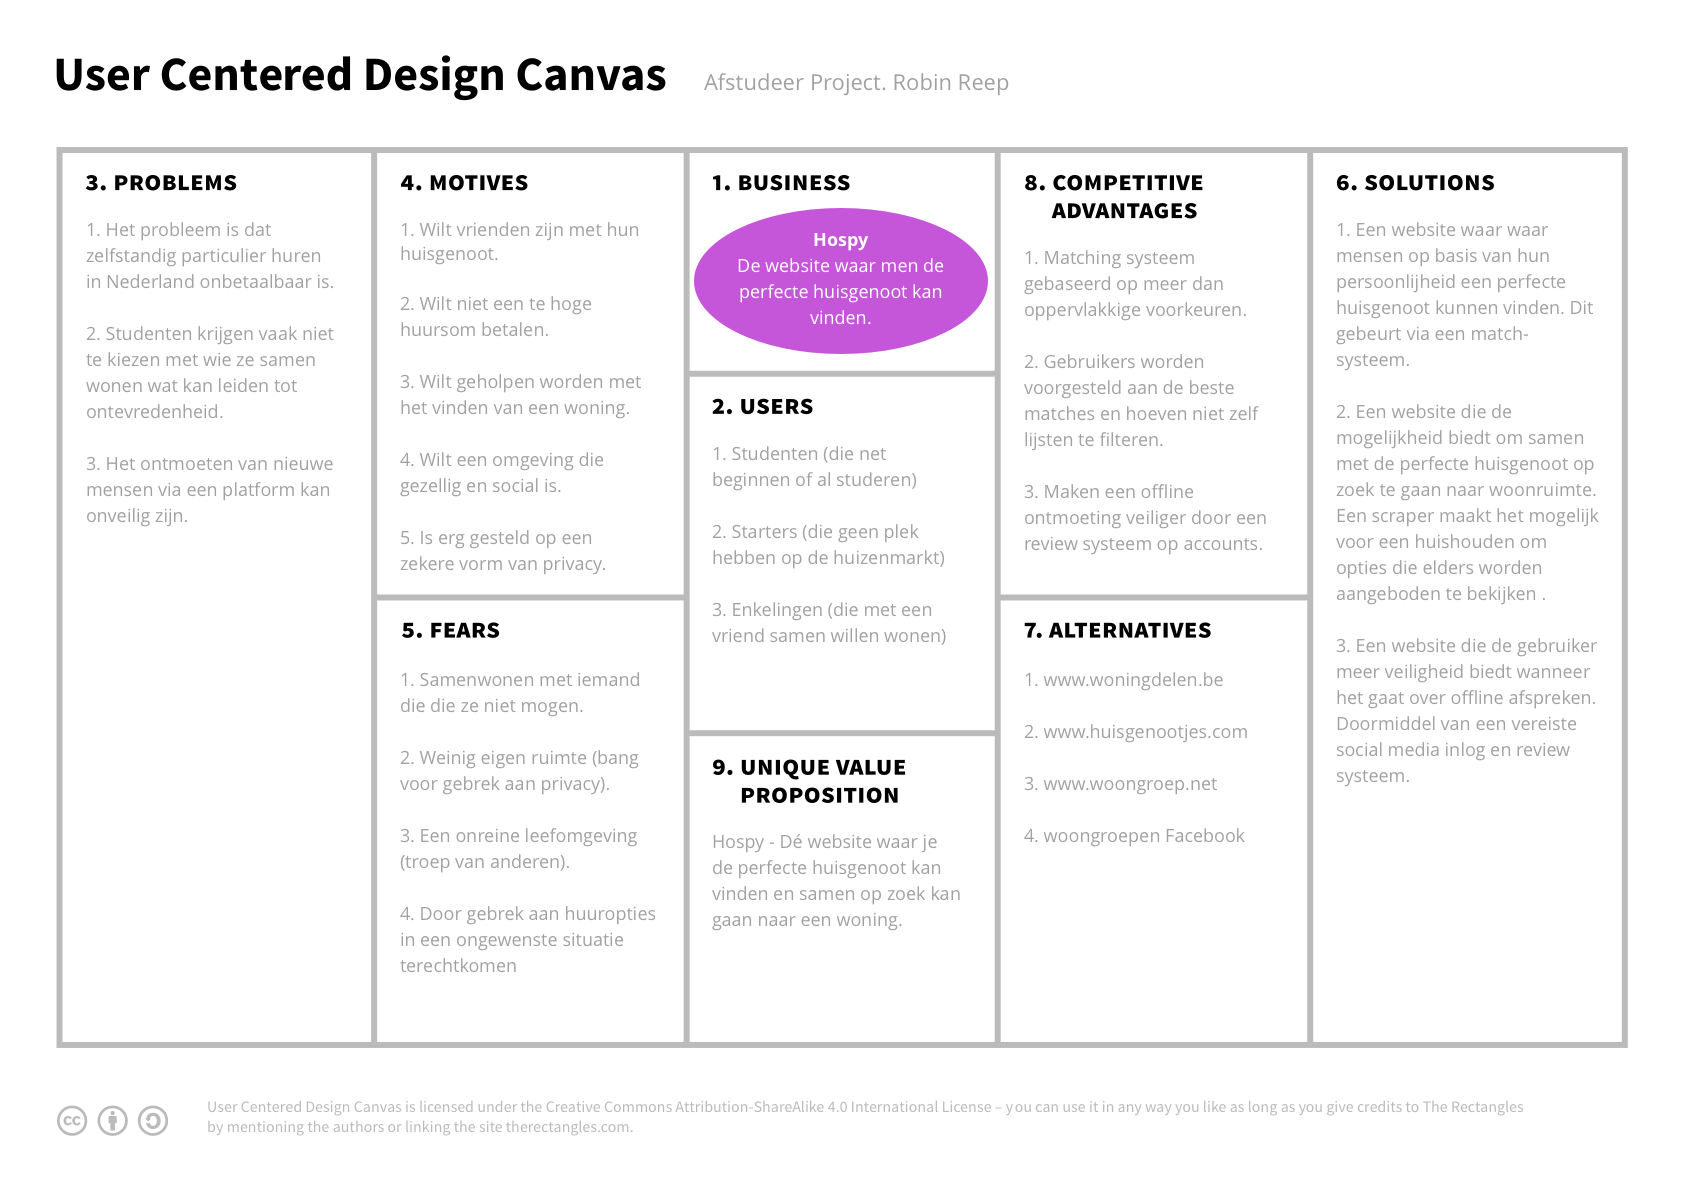 User Centered Design Canvas
Afstudeer Project. Robin Reep
3. PROBLEMS
1. Het probleem is dat
zelfstandig particulier huren
in Nederland onbetaalbaar is.
2. Studenten krijgen vaak niet
te kiezen met wie ze samen
wonen wat kan leiden tot
ontevredenheid.
3. Het ontmoeten van nieuwe
mensen via een platform kan
onveilig zijn.
4. MOTIVES
1. Wilt vrienden zijn met hun
huisgenoot.
2. Wilt niet een te hoge
huursom betalen.
3. Wilt geholpen worden met
het vinden van een woning.
4. Wilt een omgeving die
gezellig en social is.
5. Is erg gesteld op een
zekere vorm van privacy.
5. FEARS
1. Samenwonen met iemand
die die ze niet mogen.
2. Weinig eigen ruimte (bang
voor gebrek aan privacy).
3. Een onreine leefomgeving
(troep van anderen).
4. Door gebrek aan huuropties
in een ongewenste situatie
terechtkomen
1. BUSINESS
Hospy
De website waar men de
perfecte huisgenoot kan
vinden.
2. USERS
1. Studenten (die net
beginnen of al studeren)
2. Starters (die geen plek
hebben op de huizenmarkt)
3. Enkelingen (die met een
vriend samen willen wonen)
9. UNIQUE VALUE
PROPOSITION
Hospy - Dé website waar je
de perfecte huisgenoot kan
vinden en samen op zoek kan
gaan naar een woning.
8. COMPETITIVE
ADVANTAGES
1. Matching systeem
gebaseerd op meer dan
oppervlakkige voorkeuren.
2. Gebruikers worden
voorgesteld aan de beste
matches en hoeven niet zelf
lijsten te filteren.
3. Maken een offline
ontmoeting veiliger door een
review systeem op accounts.
7. ALTERNATIVES
1. www.woningdelen.be
2. www.huisgenootjes.com
3. www.woongroep.net
4. woongroepen Facebook
6. SOLUTIONS
1. Een website waar waar
mensen op basis van hun
persoonlijheid een perfecte
huisgenoot kunnen vinden. Dit
gebeurt via een match-
systeem.
2. Een website die de
mogelijkheid biedt om samen
met de perfecte huisgenoot op
zoek te gaan naar woonruimte.
Een scraper maakt het mogelijk
voor een huishouden om
opties die elders worden
aangeboden te bekijken .
3. Een website die de gebruiker
meer veiligheid biedt wanneer
het gaat over offline afspreken.
Doormiddel van een vereiste
social media inlog en review
systeem.
cc
User Centered Design Canvas is licensed under the Creative Commons Attribution-ShareAlike 4.0 International License – you can use it in any way you like as long as you give credits to The Rectangles
by mentioning the authors or linking the site therectangles.com.